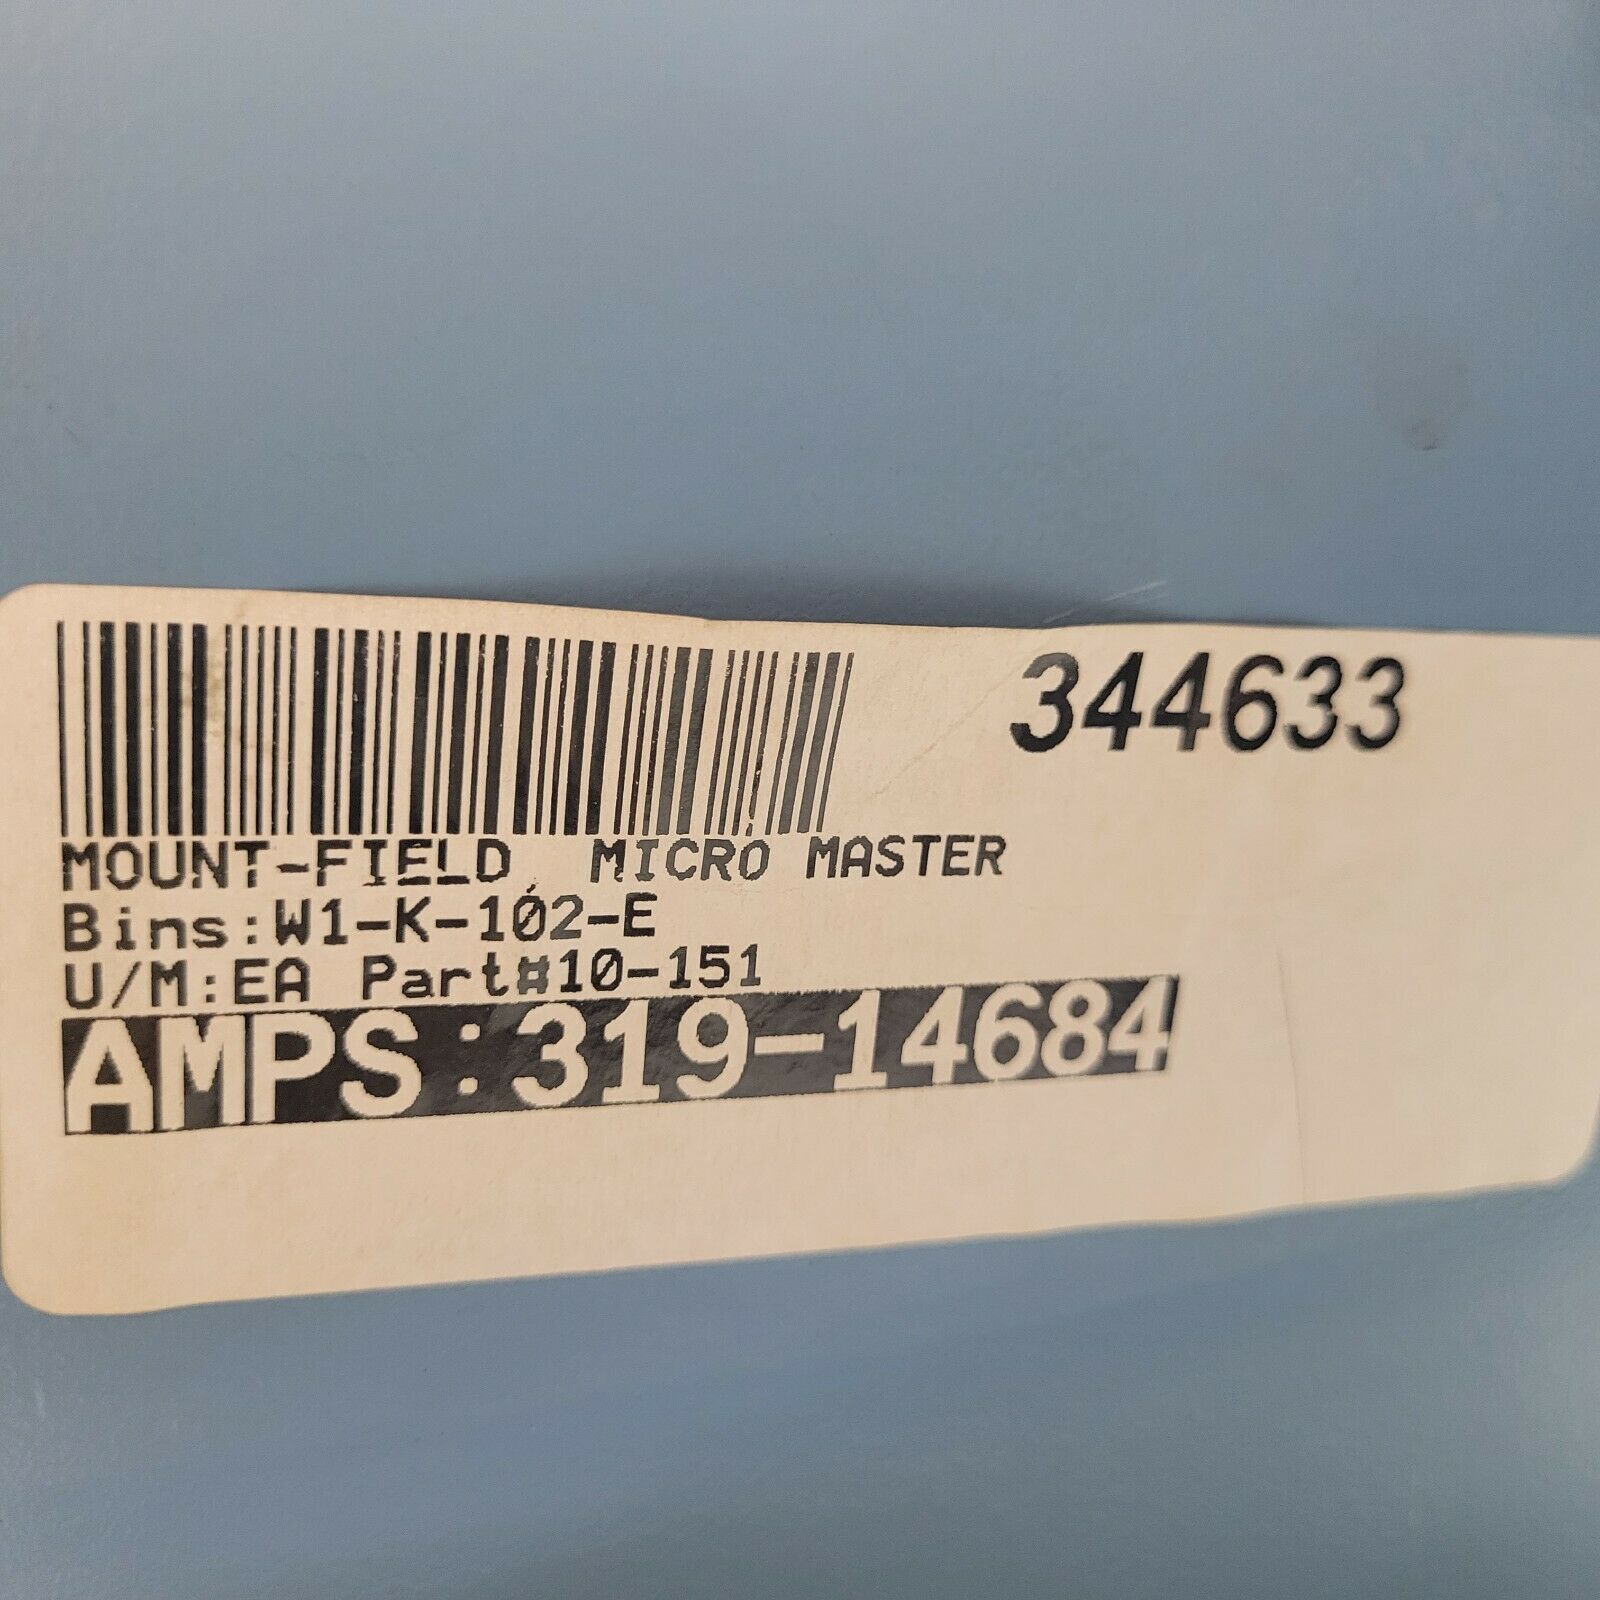 344633
MOUNT-FIELD MICRO MASTER
Bins:W1-K-102-E
U/M:EA Part#10-151
AMPS:319-14684